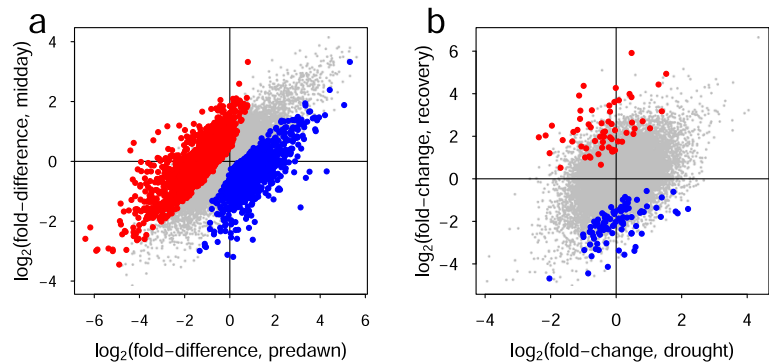 a
log2(fold−difference, midday)
4
2
0
−2
−4
−6 −4 −2 0 2 4 6
log2(fold−difference, predawn)
b
log2(fold−change, recovery)
6
4
2
0
−2
−4
−4 −2 0 2 4
log2(fold−change, drought)